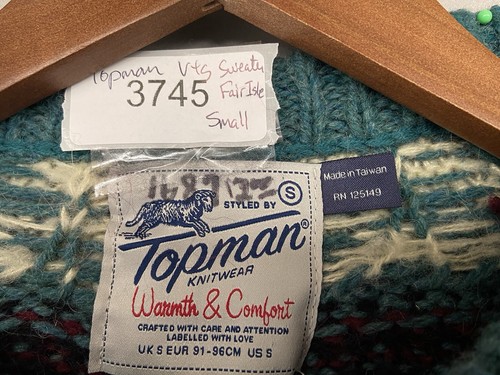 Topman Vtg Sweater
3745 Fair Isle
Small
S
STYLED BY
Topman®
KNITWEAR
Warmth & Comfort
CRAFTED WITH CARE AND ATTENTION
LABELLED WITH LOVE
UK S EUR 91-96CM US S
Made in Taiwan
RN 125149